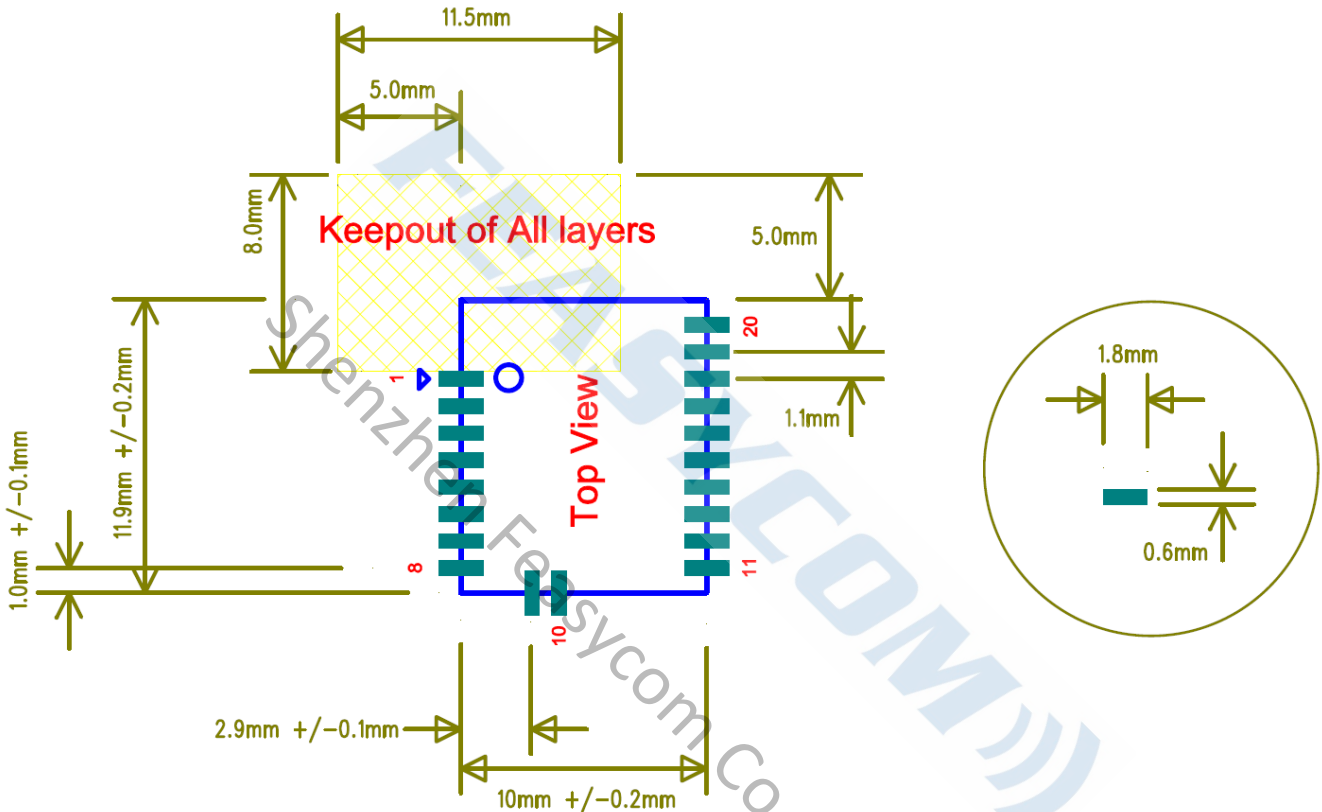 11.5mm
5.0mm
8.0mm
Keepout of All layers
5.0mm
20
1.8mm
1
1.1mm
11.9mm +/-0.2mm
Top View
1.0mm +/-0.1mm
0.6mm
8
11
10
2.9mm +/-0.1mm
10mm +/-0.2mm
Shenzhen Feasycom Co
FEASYCOM